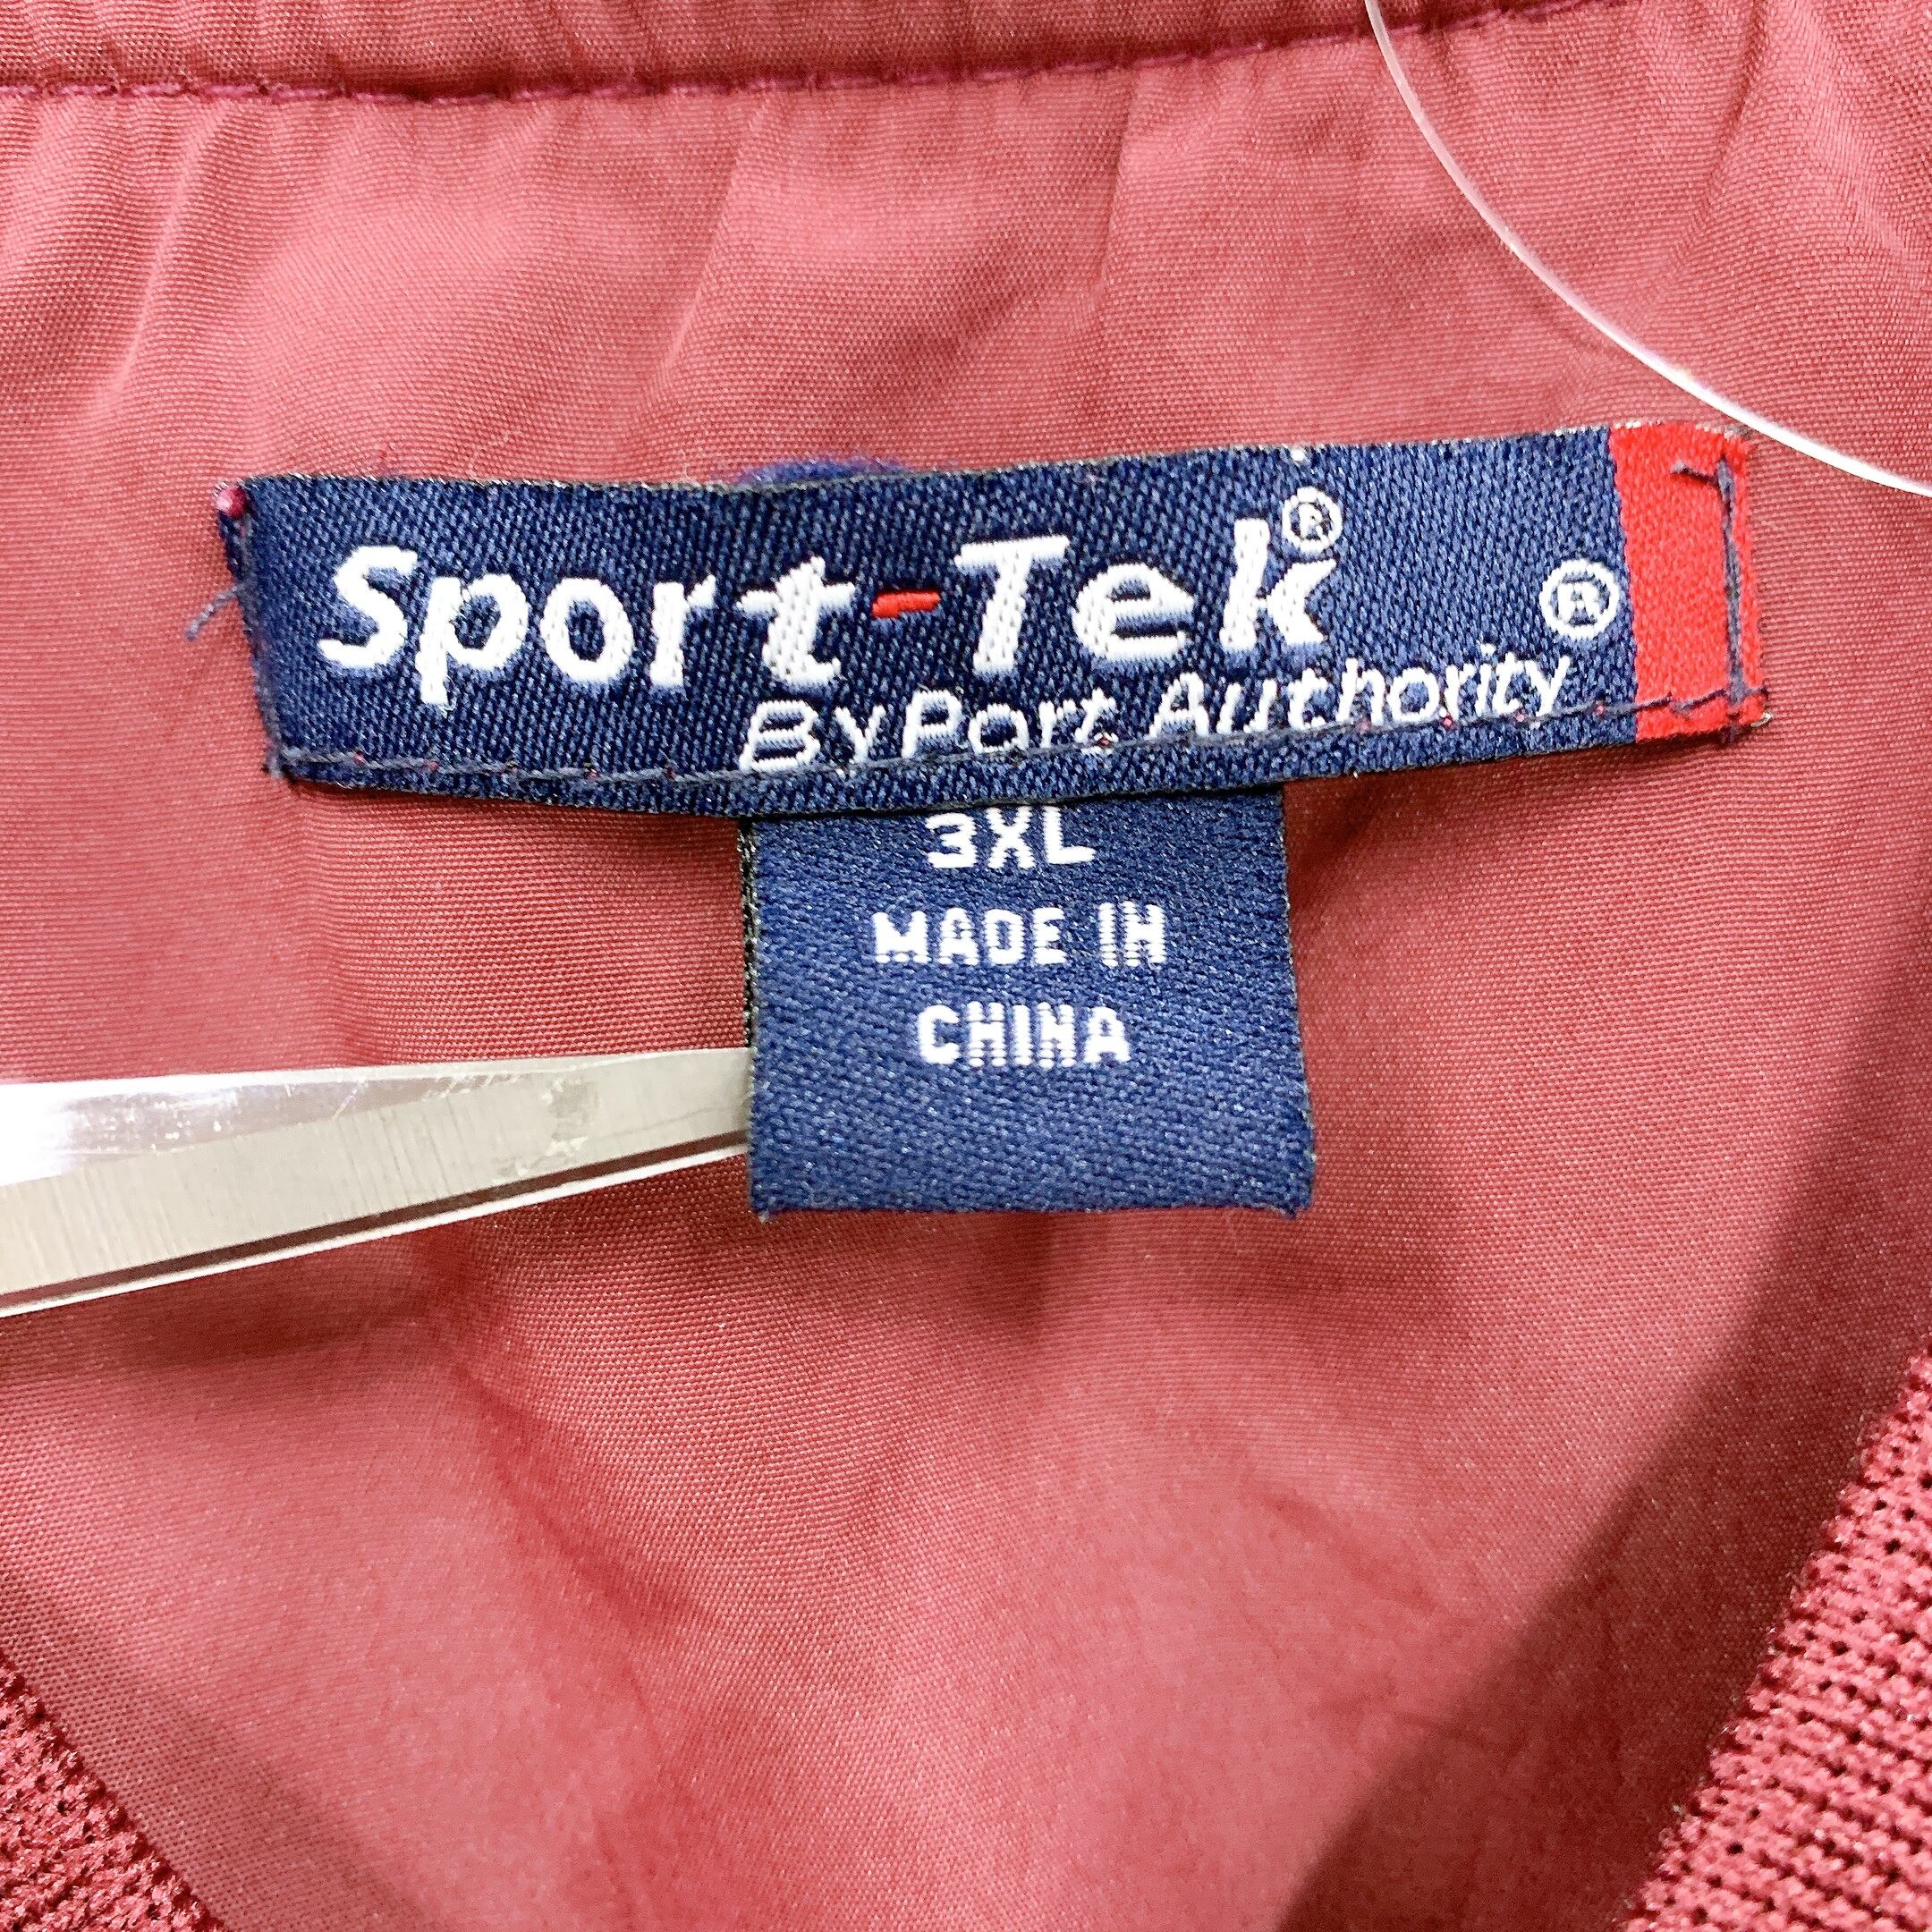 Sport-Tek®
By Port Authority®
3XL
MADE IN
CHINA